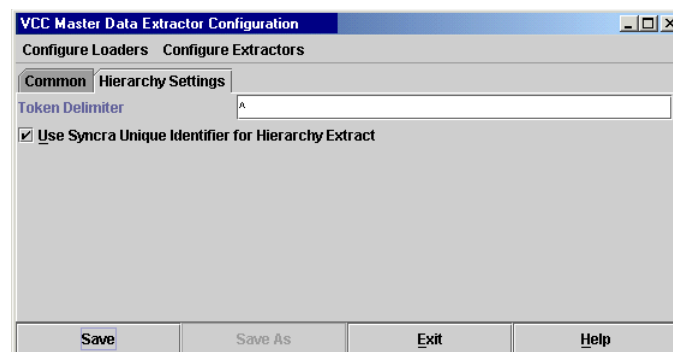 VCC Master Data Extractor Configuration
Configure Loaders Configure Extractors
Common Hierarchy Settings
Token Delimiter ^
Use Syncra Unique Identifier for Hierarchy Extract
Save Save As Exit Help